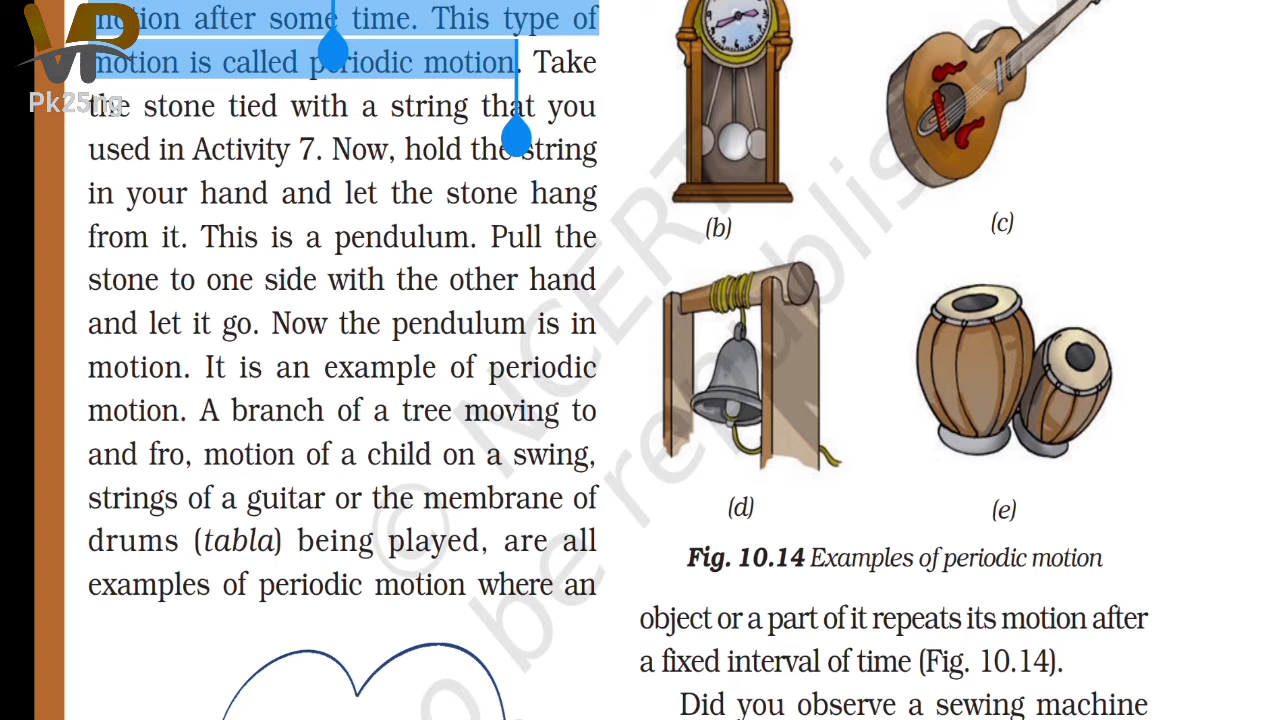 motion after some time. This type of
motion is called periodic motion. Take
the stone tied with a string that you
used in Activity 7. Now, hold the string
in your hand and let the stone hang
from it. This is a pendulum. Pull the
stone to one side with the other hand
and let it go. Now the pendulum is in
motion. It is an example of periodic
motion. A branch of a tree moving to
and fro, motion of a child on a swing,
strings of a guitar or the membrane of
drums (tabla) being played, are all
examples of periodic motion where an
(b)
(c)
(d)
(e)
Fig. 10.14 Examples of periodic motion
object or a part of it repeats its motion after
a fixed interval of time (Fig. 10.14).
Did you observe a sewing machine
VP
© NCERT
o be republished